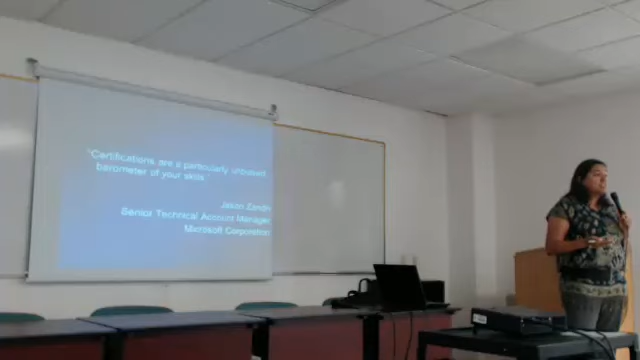 "Certifications are a particularly unbiased
barometer of your skills."
Jason Zandri
Senior Technical Account Manager
Microsoft Corporation